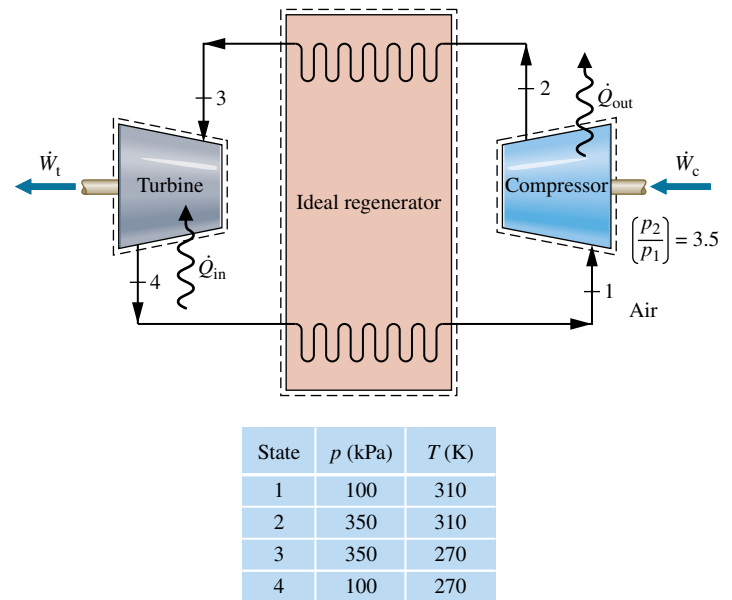 3
2
Q̇out
Ẇt
Turbine
Ideal regenerator
Compressor
Ẇc
(p2/p1) = 3.5
Q̇in
4
1
Air
State p (kPa) T (K)
1 100 310
2 350 310
3 350 270
4 100 270